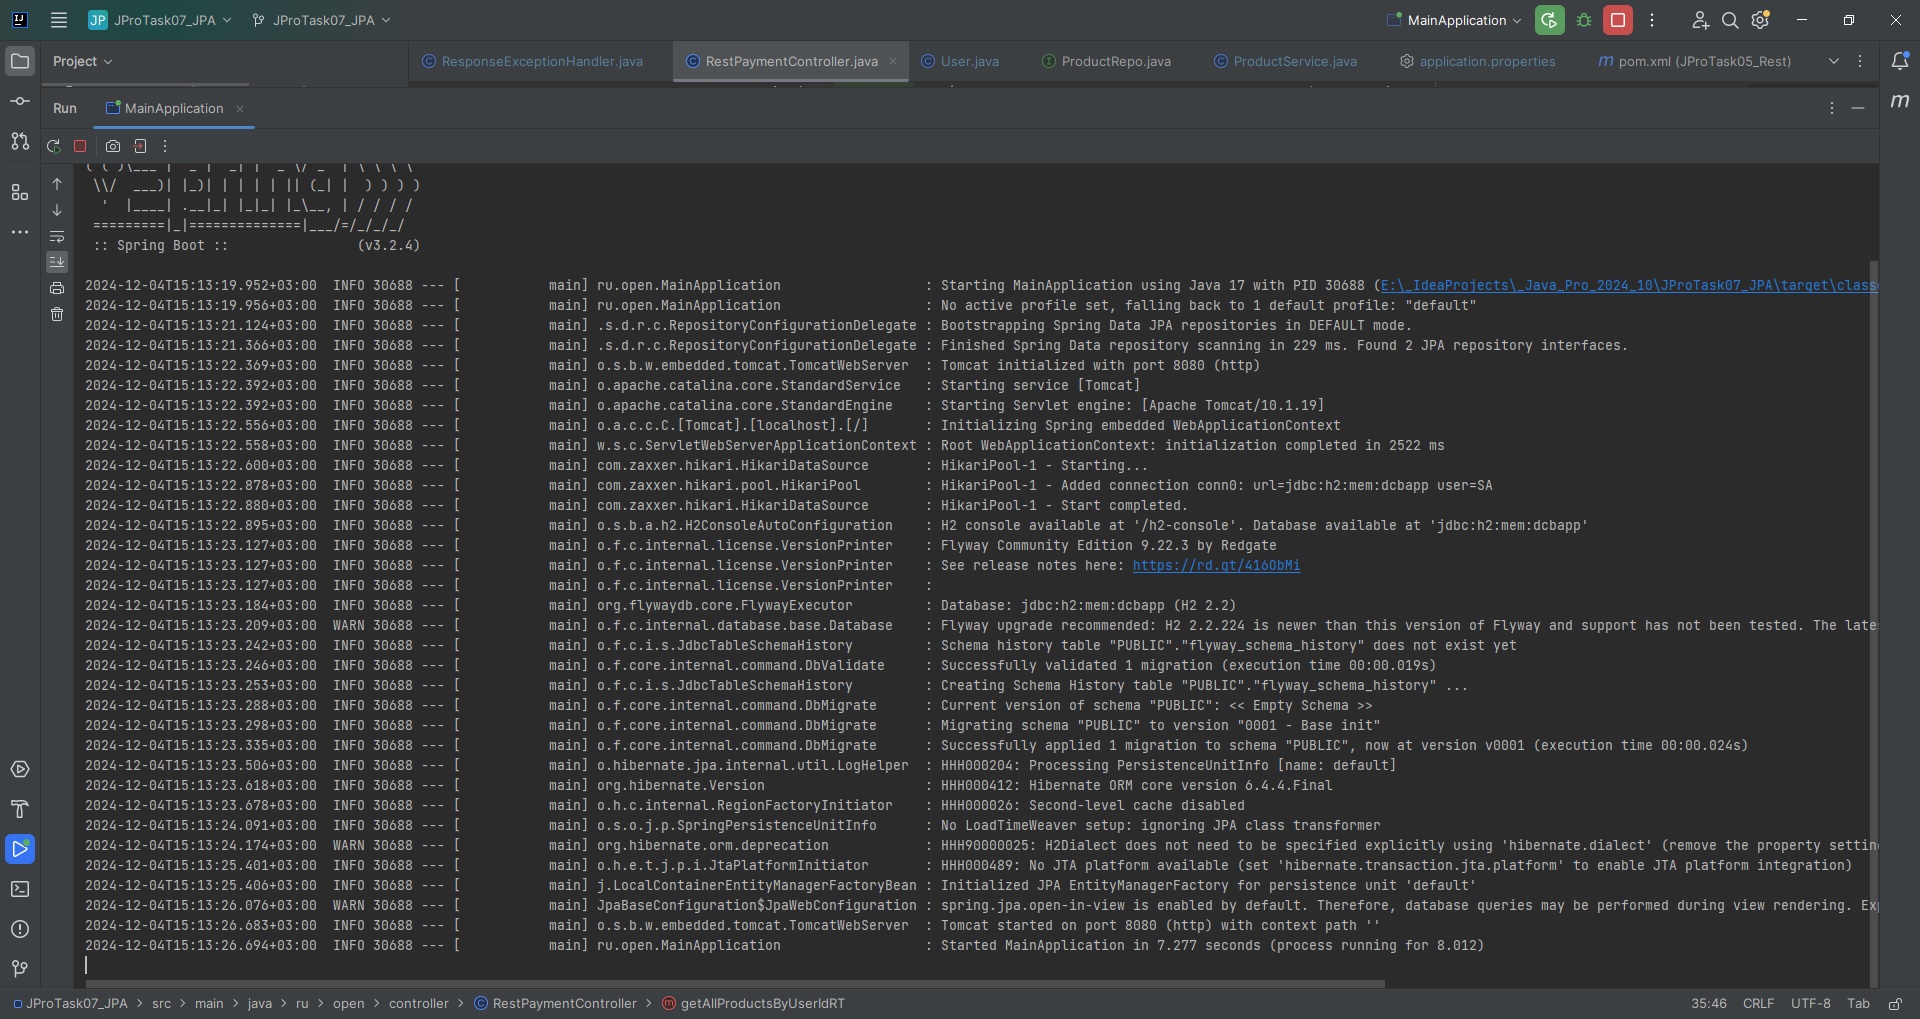 JP JProTask07_JPA JProTask07_JPA MainApplication
Project ResponseExceptionHandler.java RestPaymentController.java User.java ProductRepo.java ProductService.java application.properties pom.xml (JProTask05_Rest)
Run MainApplication
( ( )\___ | '_ | '_| | '_ \/ _` | \ \ \ \
\\/  ___)| |_)| | | | | || (_| |  ) ) ) )
'  |____| .__|_| |_|_| |_\__, | / / / /
=========|_|==============|___/=/_/_/_/
:: Spring Boot :: (v3.2.4)
2024-12-04T15:13:19.952+03:00 INFO 30688 --- [ main] ru.open.MainApplication : Starting MainApplication using Java 17 with PID 30688 (E:\_IdeaProjects\_Java_Pro_2024_10\JProTask07_JPA\target\class
2024-12-04T15:13:19.956+03:00 INFO 30688 --- [ main] ru.open.MainApplication : No active profile set, falling back to 1 default profile: "default"
2024-12-04T15:13:21.124+03:00 INFO 30688 --- [ main] .s.d.r.c.RepositoryConfigurationDelegate : Bootstrapping Spring Data JPA repositories in DEFAULT mode.
2024-12-04T15:13:21.366+03:00 INFO 30688 --- [ main] .s.d.r.c.RepositoryConfigurationDelegate : Finished Spring Data repository scanning in 229 ms. Found 2 JPA repository interfaces.
2024-12-04T15:13:22.369+03:00 INFO 30688 --- [ main] o.s.b.w.embedded.tomcat.TomcatWebServer : Tomcat initialized with port 8080 (http)
2024-12-04T15:13:22.392+03:00 INFO 30688 --- [ main] o.apache.catalina.core.StandardService : Starting service [Tomcat]
2024-12-04T15:13:22.392+03:00 INFO 30688 --- [ main] o.apache.catalina.core.StandardEngine : Starting Servlet engine: [Apache Tomcat/10.1.19]
2024-12-04T15:13:22.556+03:00 INFO 30688 --- [ main] o.a.c.c.C.[Tomcat].[localhost].[/] : Initializing Spring embedded WebApplicationContext
2024-12-04T15:13:22.558+03:00 INFO 30688 --- [ main] w.s.c.ServletWebServerApplicationContext : Root WebApplicationContext: initialization completed in 2522 ms
2024-12-04T15:13:22.600+03:00 INFO 30688 --- [ main] com.zaxxer.hikari.HikariDataSource : HikariPool-1 - Starting...
2024-12-04T15:13:22.878+03:00 INFO 30688 --- [ main] com.zaxxer.hikari.pool.HikariPool : HikariPool-1 - Added connection conn0: url=jdbc:h2:mem:dcbapp user=SA
2024-12-04T15:13:22.880+03:00 INFO 30688 --- [ main] com.zaxxer.hikari.HikariDataSource : HikariPool-1 - Start completed.
2024-12-04T15:13:22.895+03:00 INFO 30688 --- [ main] o.s.b.a.h2.H2ConsoleAutoConfiguration : H2 console available at '/h2-console'. Database available at 'jdbc:h2:mem:dcbapp'
2024-12-04T15:13:23.127+03:00 INFO 30688 --- [ main] o.f.c.internal.license.VersionPrinter : Flyway Community Edition 9.22.3 by Redgate
2024-12-04T15:13:23.127+03:00 INFO 30688 --- [ main] o.f.c.internal.license.VersionPrinter : See release notes here: https://rd.gt/416ObMi
2024-12-04T15:13:23.127+03:00 INFO 30688 --- [ main] o.f.c.internal.license.VersionPrinter :
2024-12-04T15:13:23.184+03:00 INFO 30688 --- [ main] org.flywaydb.core.FlywayExecutor : Database: jdbc:h2:mem:dcbapp (H2 2.2)
2024-12-04T15:13:23.209+03:00 WARN 30688 --- [ main] o.f.c.internal.database.base.Database : Flyway upgrade recommended: H2 2.2.224 is newer than this version of Flyway and support has not been tested. The late
2024-12-04T15:13:23.242+03:00 INFO 30688 --- [ main] o.f.c.i.s.JdbcTableSchemaHistory : Schema history table "PUBLIC"."flyway_schema_history" does not exist yet
2024-12-04T15:13:23.246+03:00 INFO 30688 --- [ main] o.f.core.internal.command.DbValidate : Successfully validated 1 migration (execution time 00:00.019s)
2024-12-04T15:13:23.253+03:00 INFO 30688 --- [ main] o.f.c.i.s.JdbcTableSchemaHistory : Creating Schema History table "PUBLIC"."flyway_schema_history" ...
2024-12-04T15:13:23.288+03:00 INFO 30688 --- [ main] o.f.core.internal.command.DbMigrate : Current version of schema "PUBLIC": << Empty Schema >>
2024-12-04T15:13:23.298+03:00 INFO 30688 --- [ main] o.f.core.internal.command.DbMigrate : Migrating schema "PUBLIC" to version "0001 - Base init"
2024-12-04T15:13:23.335+03:00 INFO 30688 --- [ main] o.f.core.internal.command.DbMigrate : Successfully applied 1 migration to schema "PUBLIC", now at version v0001 (execution time 00:00.024s)
2024-12-04T15:13:23.506+03:00 INFO 30688 --- [ main] o.hibernate.jpa.internal.util.LogHelper : HHH000204: Processing PersistenceUnitInfo [name: default]
2024-12-04T15:13:23.618+03:00 INFO 30688 --- [ main] org.hibernate.Version : HHH000412: Hibernate ORM core version 6.4.4.Final
2024-12-04T15:13:23.678+03:00 INFO 30688 --- [ main] o.h.c.internal.RegionFactoryInitiator : HHH000026: Second-level cache disabled
2024-12-04T15:13:24.091+03:00 INFO 30688 --- [ main] o.s.o.j.p.SpringPersistenceUnitInfo : No LoadTimeWeaver setup: ignoring JPA class transformer
2024-12-04T15:13:24.174+03:00 WARN 30688 --- [ main] org.hibernate.orm.deprecation : HHH90000025: H2Dialect does not need to be specified explicitly using 'hibernate.dialect' (remove the property settin
2024-12-04T15:13:25.401+03:00 INFO 30688 --- [ main] o.h.e.t.j.p.i.JtaPlatformInitiator : HHH000489: No JTA platform available (set 'hibernate.transaction.jta.platform' to enable JTA platform integration)
2024-12-04T15:13:25.406+03:00 INFO 30688 --- [ main] j.LocalContainerEntityManagerFactoryBean : Initialized JPA EntityManagerFactory for persistence unit 'default'
2024-12-04T15:13:26.076+03:00 WARN 30688 --- [ main] JpaBaseConfiguration$JpaWebConfiguration : spring.jpa.open-in-view is enabled by default. Therefore, database queries may be performed during view rendering. Ex
2024-12-04T15:13:26.683+03:00 INFO 30688 --- [ main] o.s.b.w.embedded.tomcat.TomcatWebServer : Tomcat started on port 8080 (http) with context path ''
2024-12-04T15:13:26.694+03:00 INFO 30688 --- [ main] ru.open.MainApplication : Started MainApplication in 7.277 seconds (process running for 8.012)
JProTask07_JPA > src > main > java > ru > open > controller > RestPaymentController > getAllProductsByUserIdRT 35:46 CRLF UTF-8 Tab